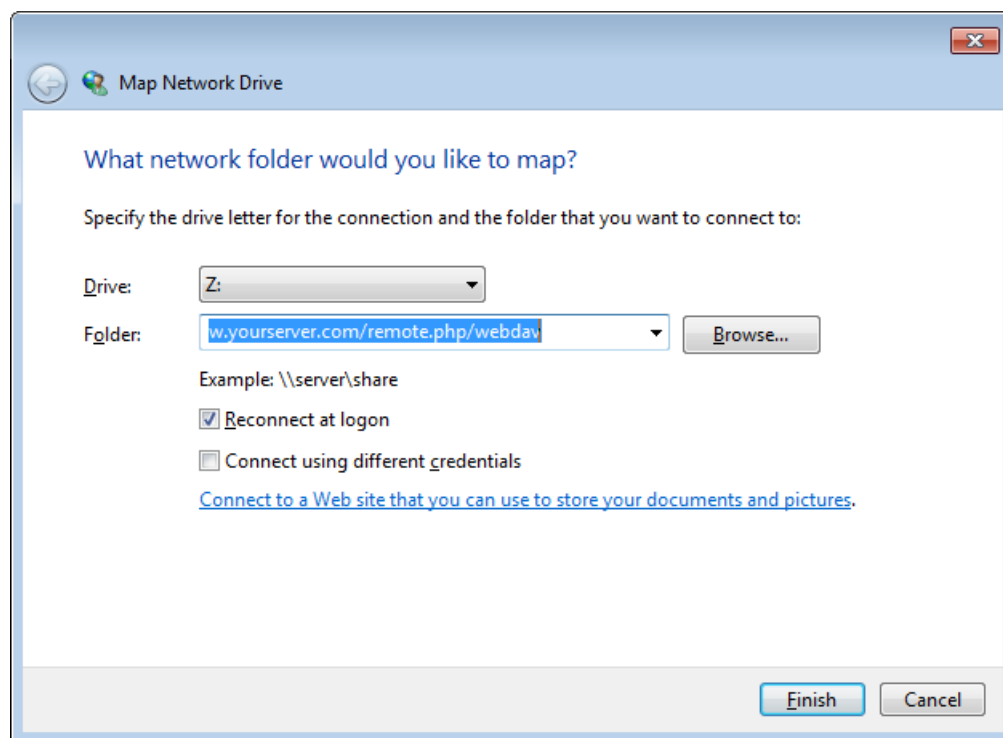 Map Network Drive
What network folder would you like to map?
Specify the drive letter for the connection and the folder that you want to connect to:
Drive: Z:
Folder: w.yourserver.com/remote.php/webdav Browse...
Example: \\server\share
Reconnect at logon
Connect using different credentials
Connect to a Web site that you can use to store your documents and pictures.
Finish Cancel